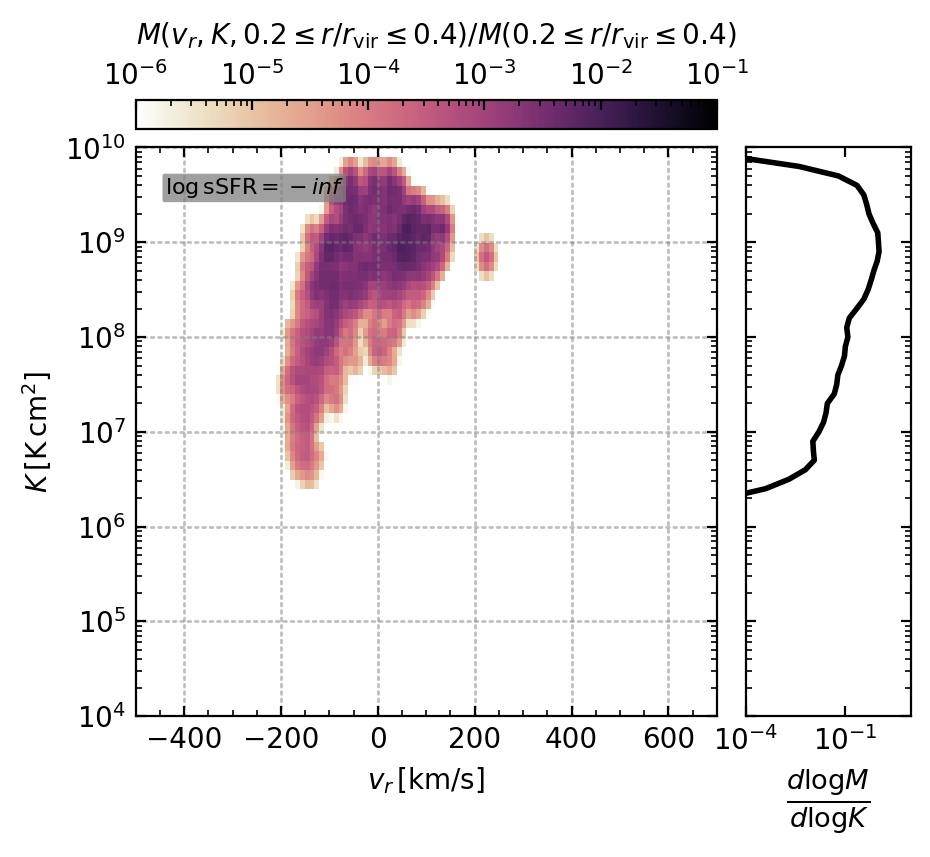 M(v_r, K, 0.2 ≤ r/r_vir ≤ 0.4)/M(0.2 ≤ r/r_vir ≤ 0.4)
10^−6 10^−5 10^−4 10^−3 10^−2 10^−1
log sSFR = −inf
10^10
10^9
10^8
10^7
10^6
10^5
10^4
K [K cm^2]
−400 −200 0 200 400 600
v_r [km/s]
10^−4 10^−1
dlogM
dlogK